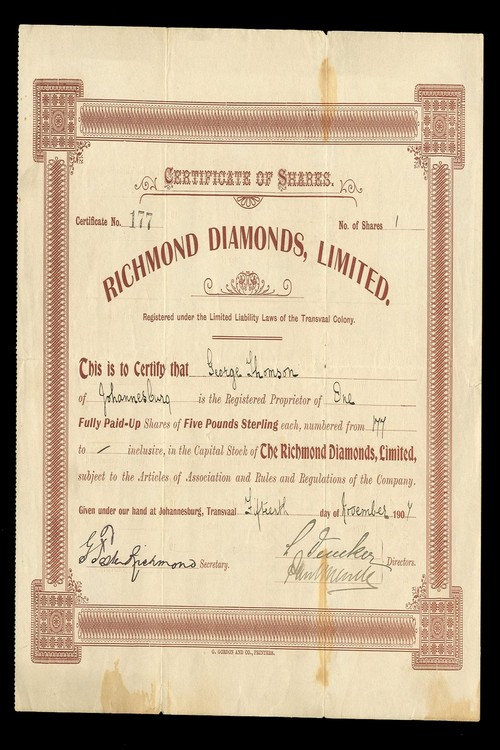 CERTIFICATE OF SHARES.
Certificate No. 177 No. of Shares 1
RICHMOND DIAMONDS, LIMITED.
Registered under the Limited Liability Laws of the Transvaal Colony.
This is to Certify that George Thomson
of Johannesburg is the Registered Proprietor of One
Fully Paid-Up Shares of Five Pounds Sterling each, numbered from 177
to / inclusive, in the Capital Stock of The Richmond Diamonds, Limited,
subject to the Articles of Association and Rules and Regulations of the Company.
Given under our hand at Johannesburg, Transvaal Fifteenth day of November 190
Richmond Secretary. Directors.
G. GORDON AND CO., PRINTERS.